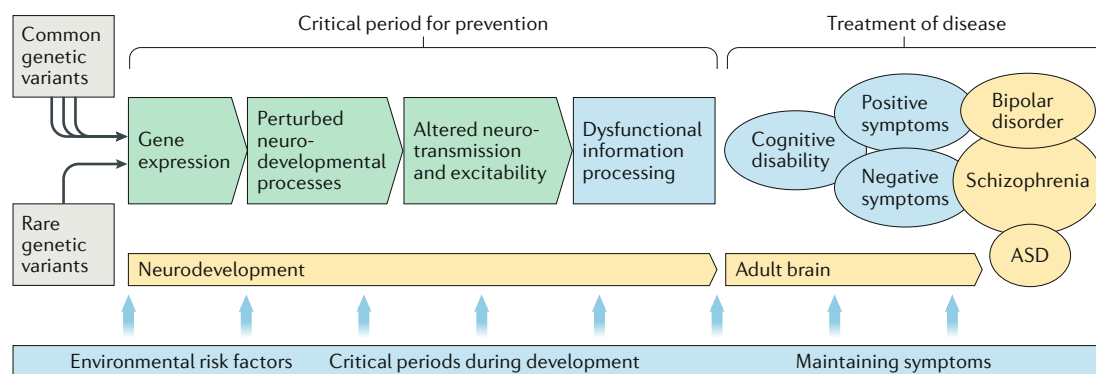 Common
genetic
variants
Critical period for prevention
Treatment of disease
Gene
expression
Perturbed
neuro-
developmental
processes
Altered neuro-
transmission
and excitability
Dysfunctional
information
processing
Cognitive
disability
Positive
symptoms
Negative
symptoms
Bipolar
disorder
Schizophrenia
ASD
Rare
genetic
variants
Neurodevelopment
Adult brain
Environmental risk factors
Critical periods during development
Maintaining symptoms